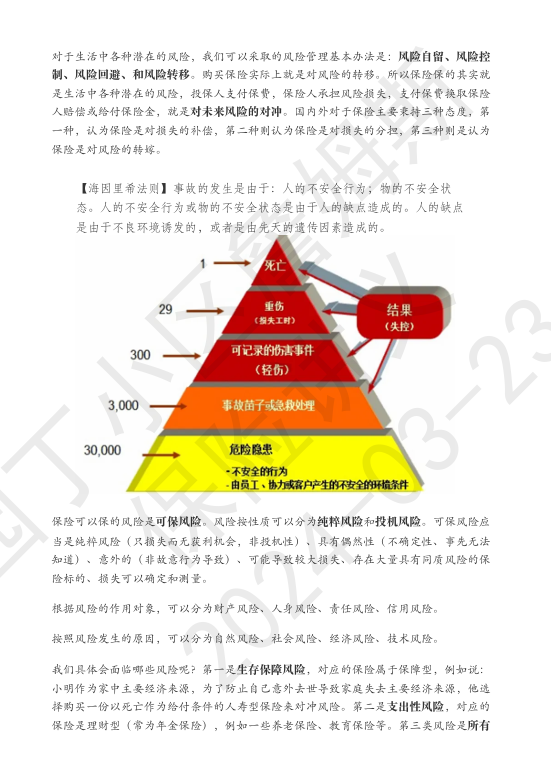 对于生活中各种潜在的风险，我们可以采取的风险管理基本办法是：风险自留、风险控
制、风险回避、和风险转移。购买保险实际上就是对风险的转移。所以保险保的其实就
是生活中各种潜在的风险，投保人支付保费，保险人承担风险损失，支付保费换取保险
人赔偿或给付保险金，就是对未来风险的对冲。国内外对于保险主要秉持三种态度，第
一种，认为保险是对损失的补偿，第二种则认为保险是对损失的分担，第三种则是认为
保险是对风险的转嫁。
【海因里希法则】事故的发生是由于：人的不安全行为；物的不安全状
态。人的不安全行为或物的不安全状态是由于人的缺点造成的。人的缺点
是由于不良环境诱发的，或者是由先天的遗传因素造成的。
1
死亡
29
重伤
（损失工时）
结果
（失控）
300
可记录的伤害事件
（轻伤）
3,000
事故苗子或急救处理
30,000
危险隐患
- 不安全的行为
- 由员工、协力或客户产生的不安全的环境条件
保险可以保的风险是可保风险。风险按性质可以分为纯粹风险和投机风险。可保风险应
当是纯粹风险（只损失而无获利机会，非投机性）、具有偶然性（不确定性、事先无法
知道）、意外的（非故意行为导致）、可能导致较大损失、存在大量具有同质风险的保
险标的、损失可以确定和测量。
根据风险的作用对象，可以分为财产风险、人身风险、责任风险、信用风险。
按照风险发生的原因，可以分为自然风险、社会风险、经济风险、技术风险。
我们具体会面临哪些风险呢？第一是生存保障风险，对应的保险属于保障型，例如说：
小明作为家中主要经济来源，为了防止自己意外去世导致家庭失去主要经济来源，他选
择购买一份以死亡作为给付条件的人寿型保险来对冲风险。第二是支出性风险，对应的
保险是理财型（常为年金保险），例如一些养老保险、教育保险等。第三类风险是所有